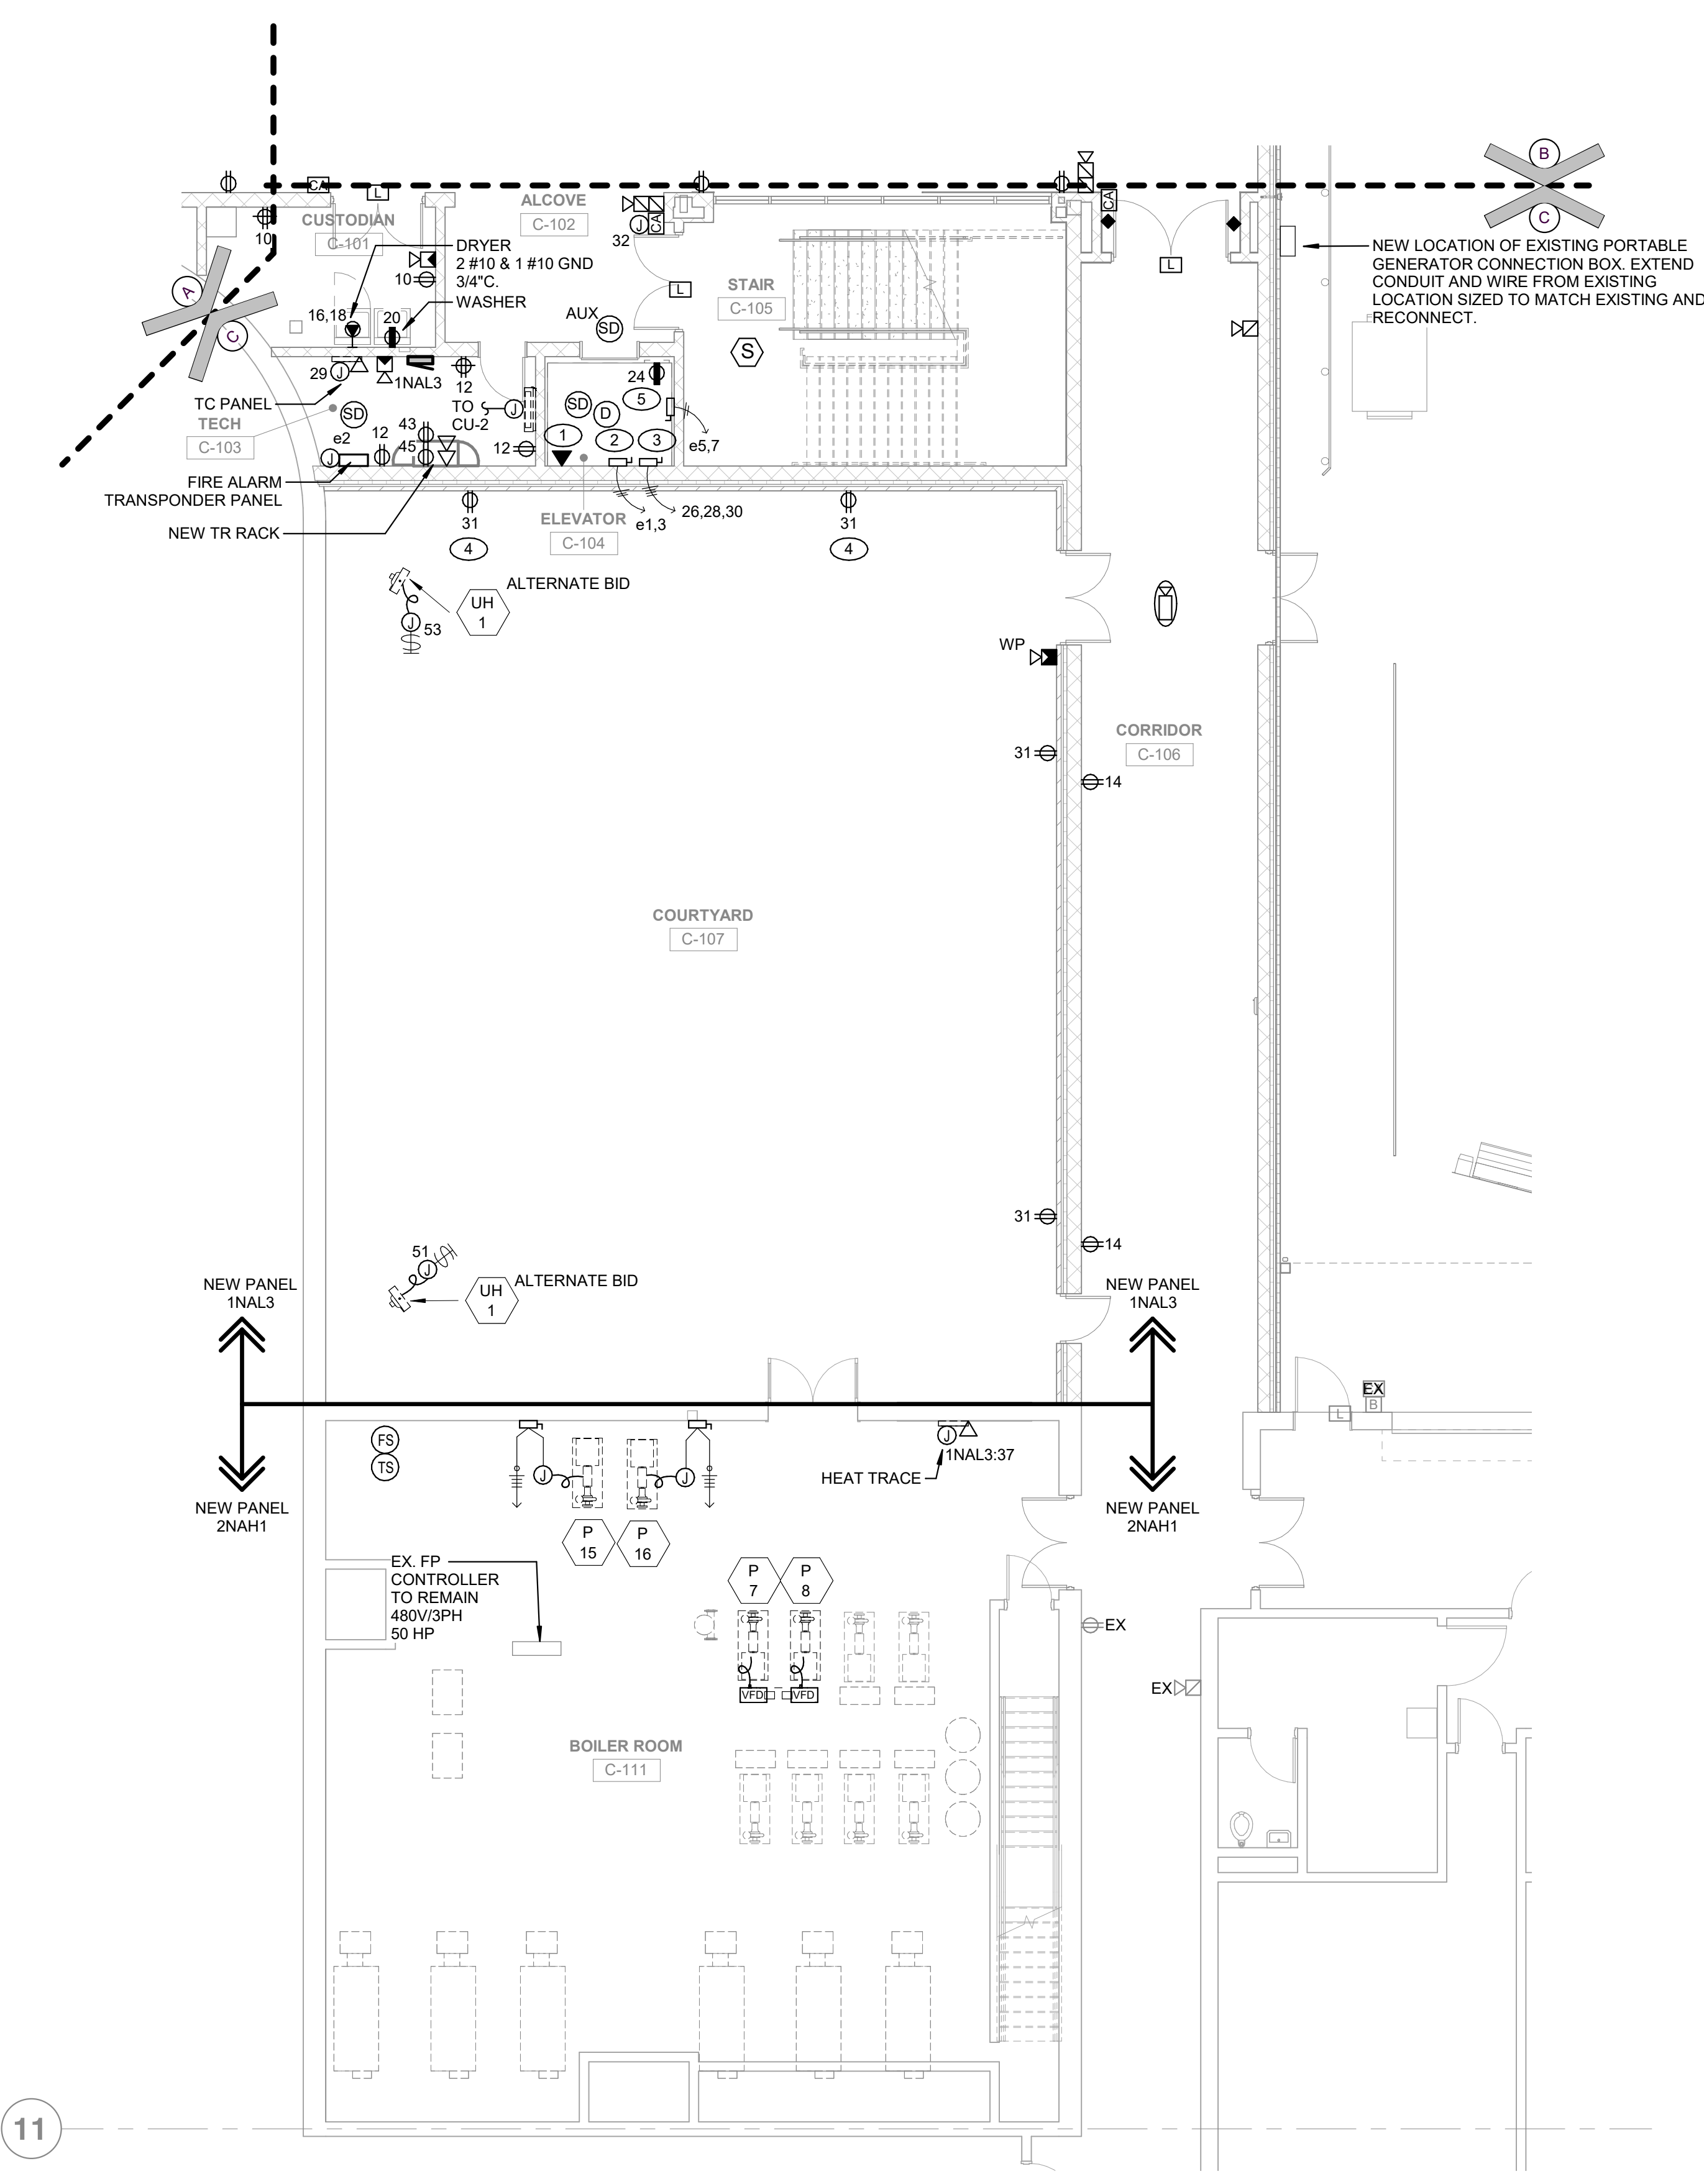 B
C
CA
L
10
CUSTODIAN
C-101
ALCOVE
C-102
CA
J
32
CA
L
NEW LOCATION OF EXISTING PORTABLE
GENERATOR CONNECTION BOX. EXTEND
CONDUIT AND WIRE FROM EXISTING
LOCATION SIZED TO MATCH EXISTING AND
RECONNECT.
DRYER
2 #10 & 1 #10 GND
3/4"C.
WASHER
10
A
C
16,18
20
AUX
SD
L
STAIR
C-105
S
29
J
1NAL3
12
TC PANEL
TECH
C-103
SD
e2
12
43
45
TO
CU-2
J
12
J
24
SD
D
5
1
2
3
e5,7
FIRE ALARM
TRANSPONDER PANEL
NEW TR RACK
31
4
ELEVATOR
C-104
e1,3
26,28,30
31
4
ALTERNATE BID
UH
1
J
53
WP
CORRIDOR
C-106
31
14
COURTYARD
C-107
31
14
51
J
ALTERNATE BID
UH
1
NEW PANEL
1NAL3
NEW PANEL
1NAL3
EX
B
L
FS
TS
J
J
J
1NAL3:37
HEAT TRACE
NEW PANEL
2NAH1
NEW PANEL
2NAH1
P
15
P
16
EX. FP
CONTROLLER
TO REMAIN
480V/3PH
50 HP
P
7
P
8
EX
VFD
VFD
EX
BOILER ROOM
C-111
11